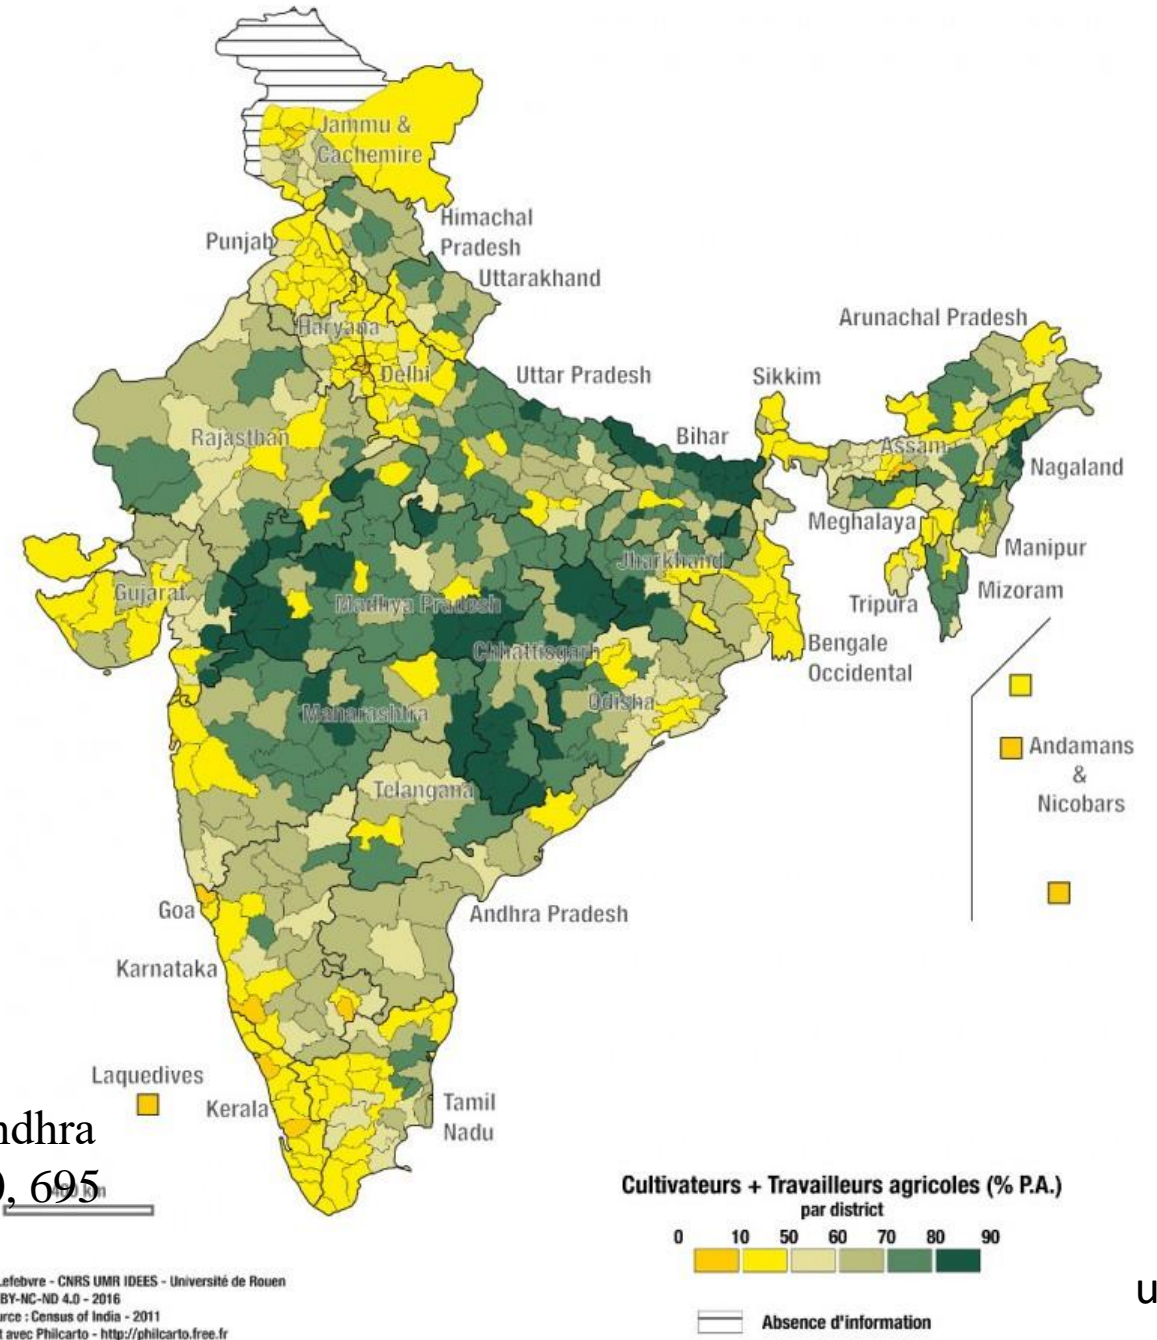 Jammu &
Cachemire
Himachal
Pradesh
Punjab
Uttarakhand
Haryana
Arunachal Pradesh
Delhi
Uttar Pradesh
Sikkim
Rajasthan
Bihar
Assam
Nagaland
Meghalaya
Manipur
Jharkhand
Gujarat
Madhya Pradesh
Tripura
Mizoram
Chhattisgarh
Bengale
Occidental
Odisha
Maharashtra
Andamans
&
Nicobars
Telangana
Goa
Andhra Pradesh
Karnataka
Laquedives
Kerala
Tamil
Nadu
ndhra
, 695
400 km
Cultivateurs + Travailleurs agricoles (% P.A.)
par district
0 10 50 60 70 80 90
Absence d'information
Lefebvre - CNRS UMR IDEES - Université de Rouen
BY-NC-ND 4.0 - 2016
urce : Census of India - 2011
t avec Philcarto - http://philcarto.free.fr
u